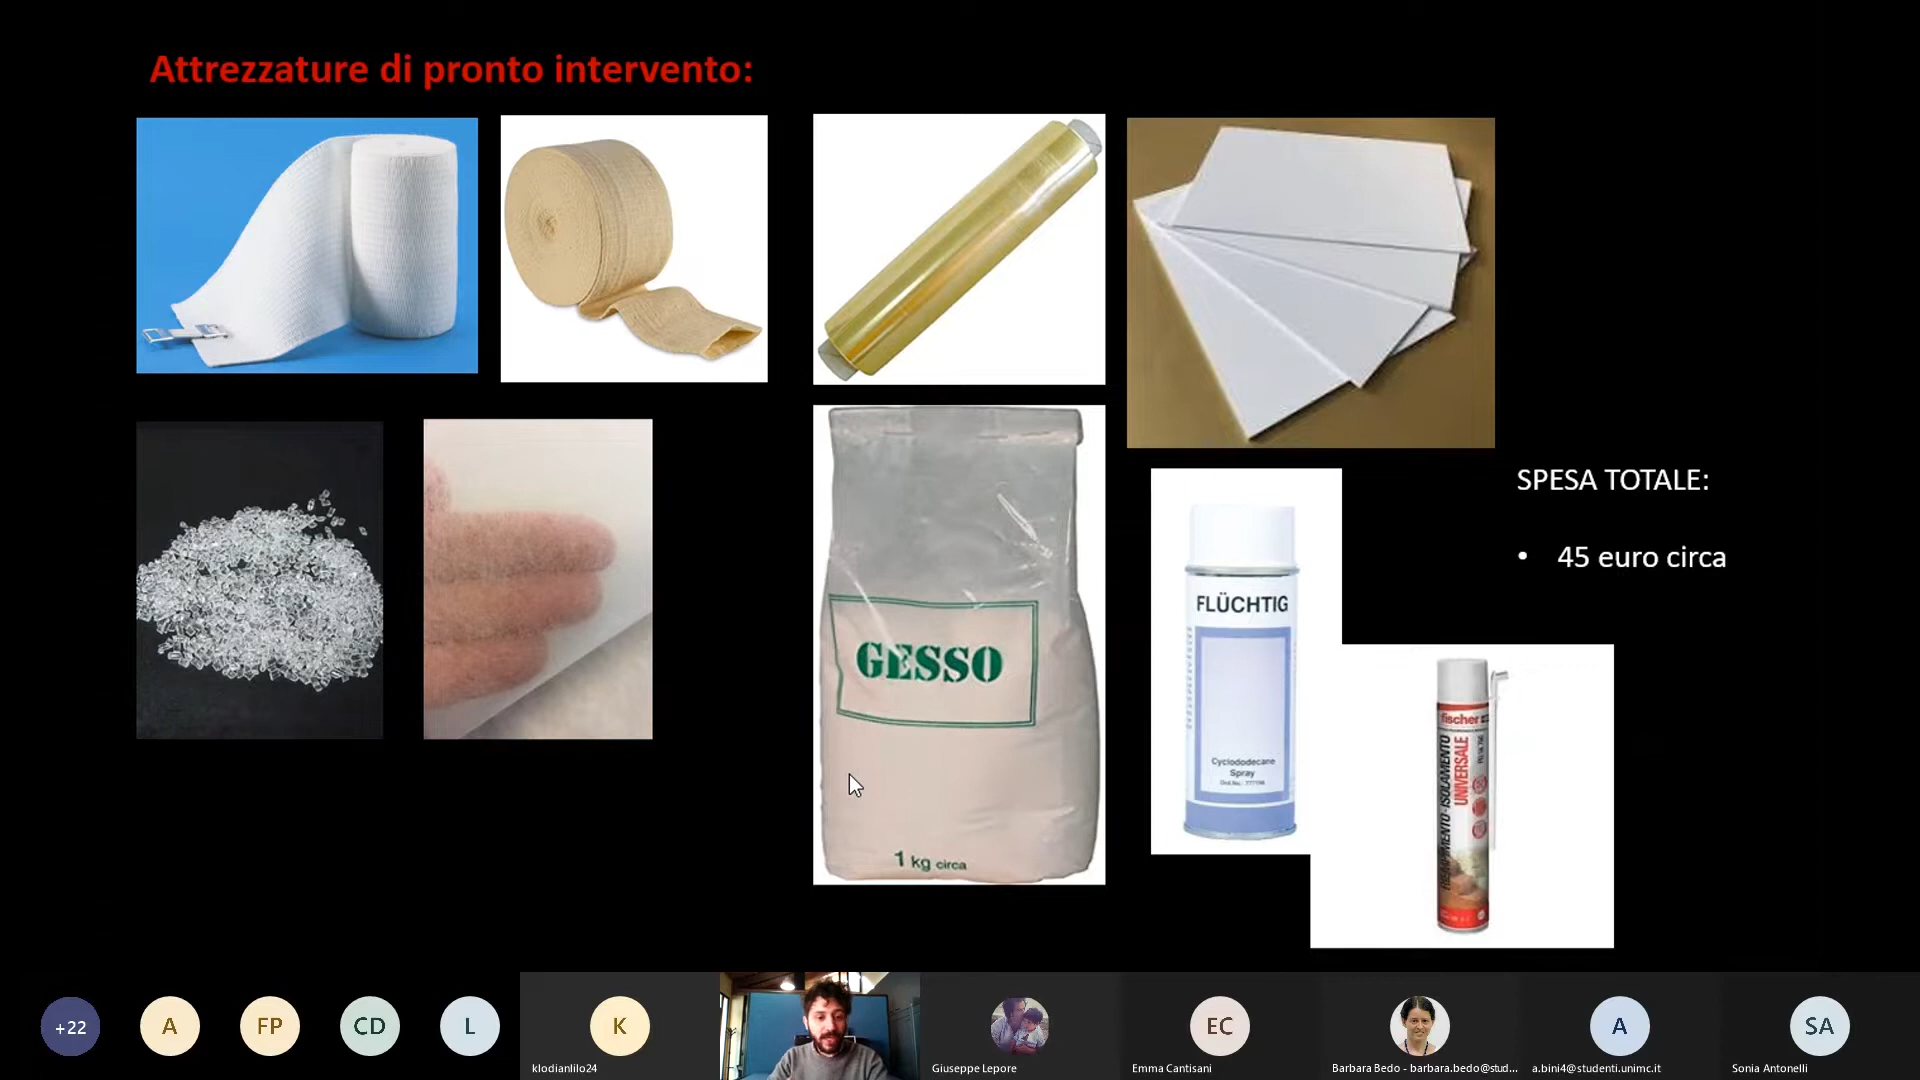 Attrezzature di pronto intervento:
GESSO
1 kg circa
FLÜCHTIG
Cyclododecane
Spray
fischer
RIEMPIMENTO - ISOLAMENTO
UNIVERSALE
SPESA TOTALE:
• 45 euro circa
+22
A
FP
CD
L
K
klodianlilo24
Giuseppe Lepore
EC
Emma Cantisani
Barbara Bedo - barbara.bedo@stud...
A
a.bini4@studenti.unimc.it
SA
Sonia Antonelli